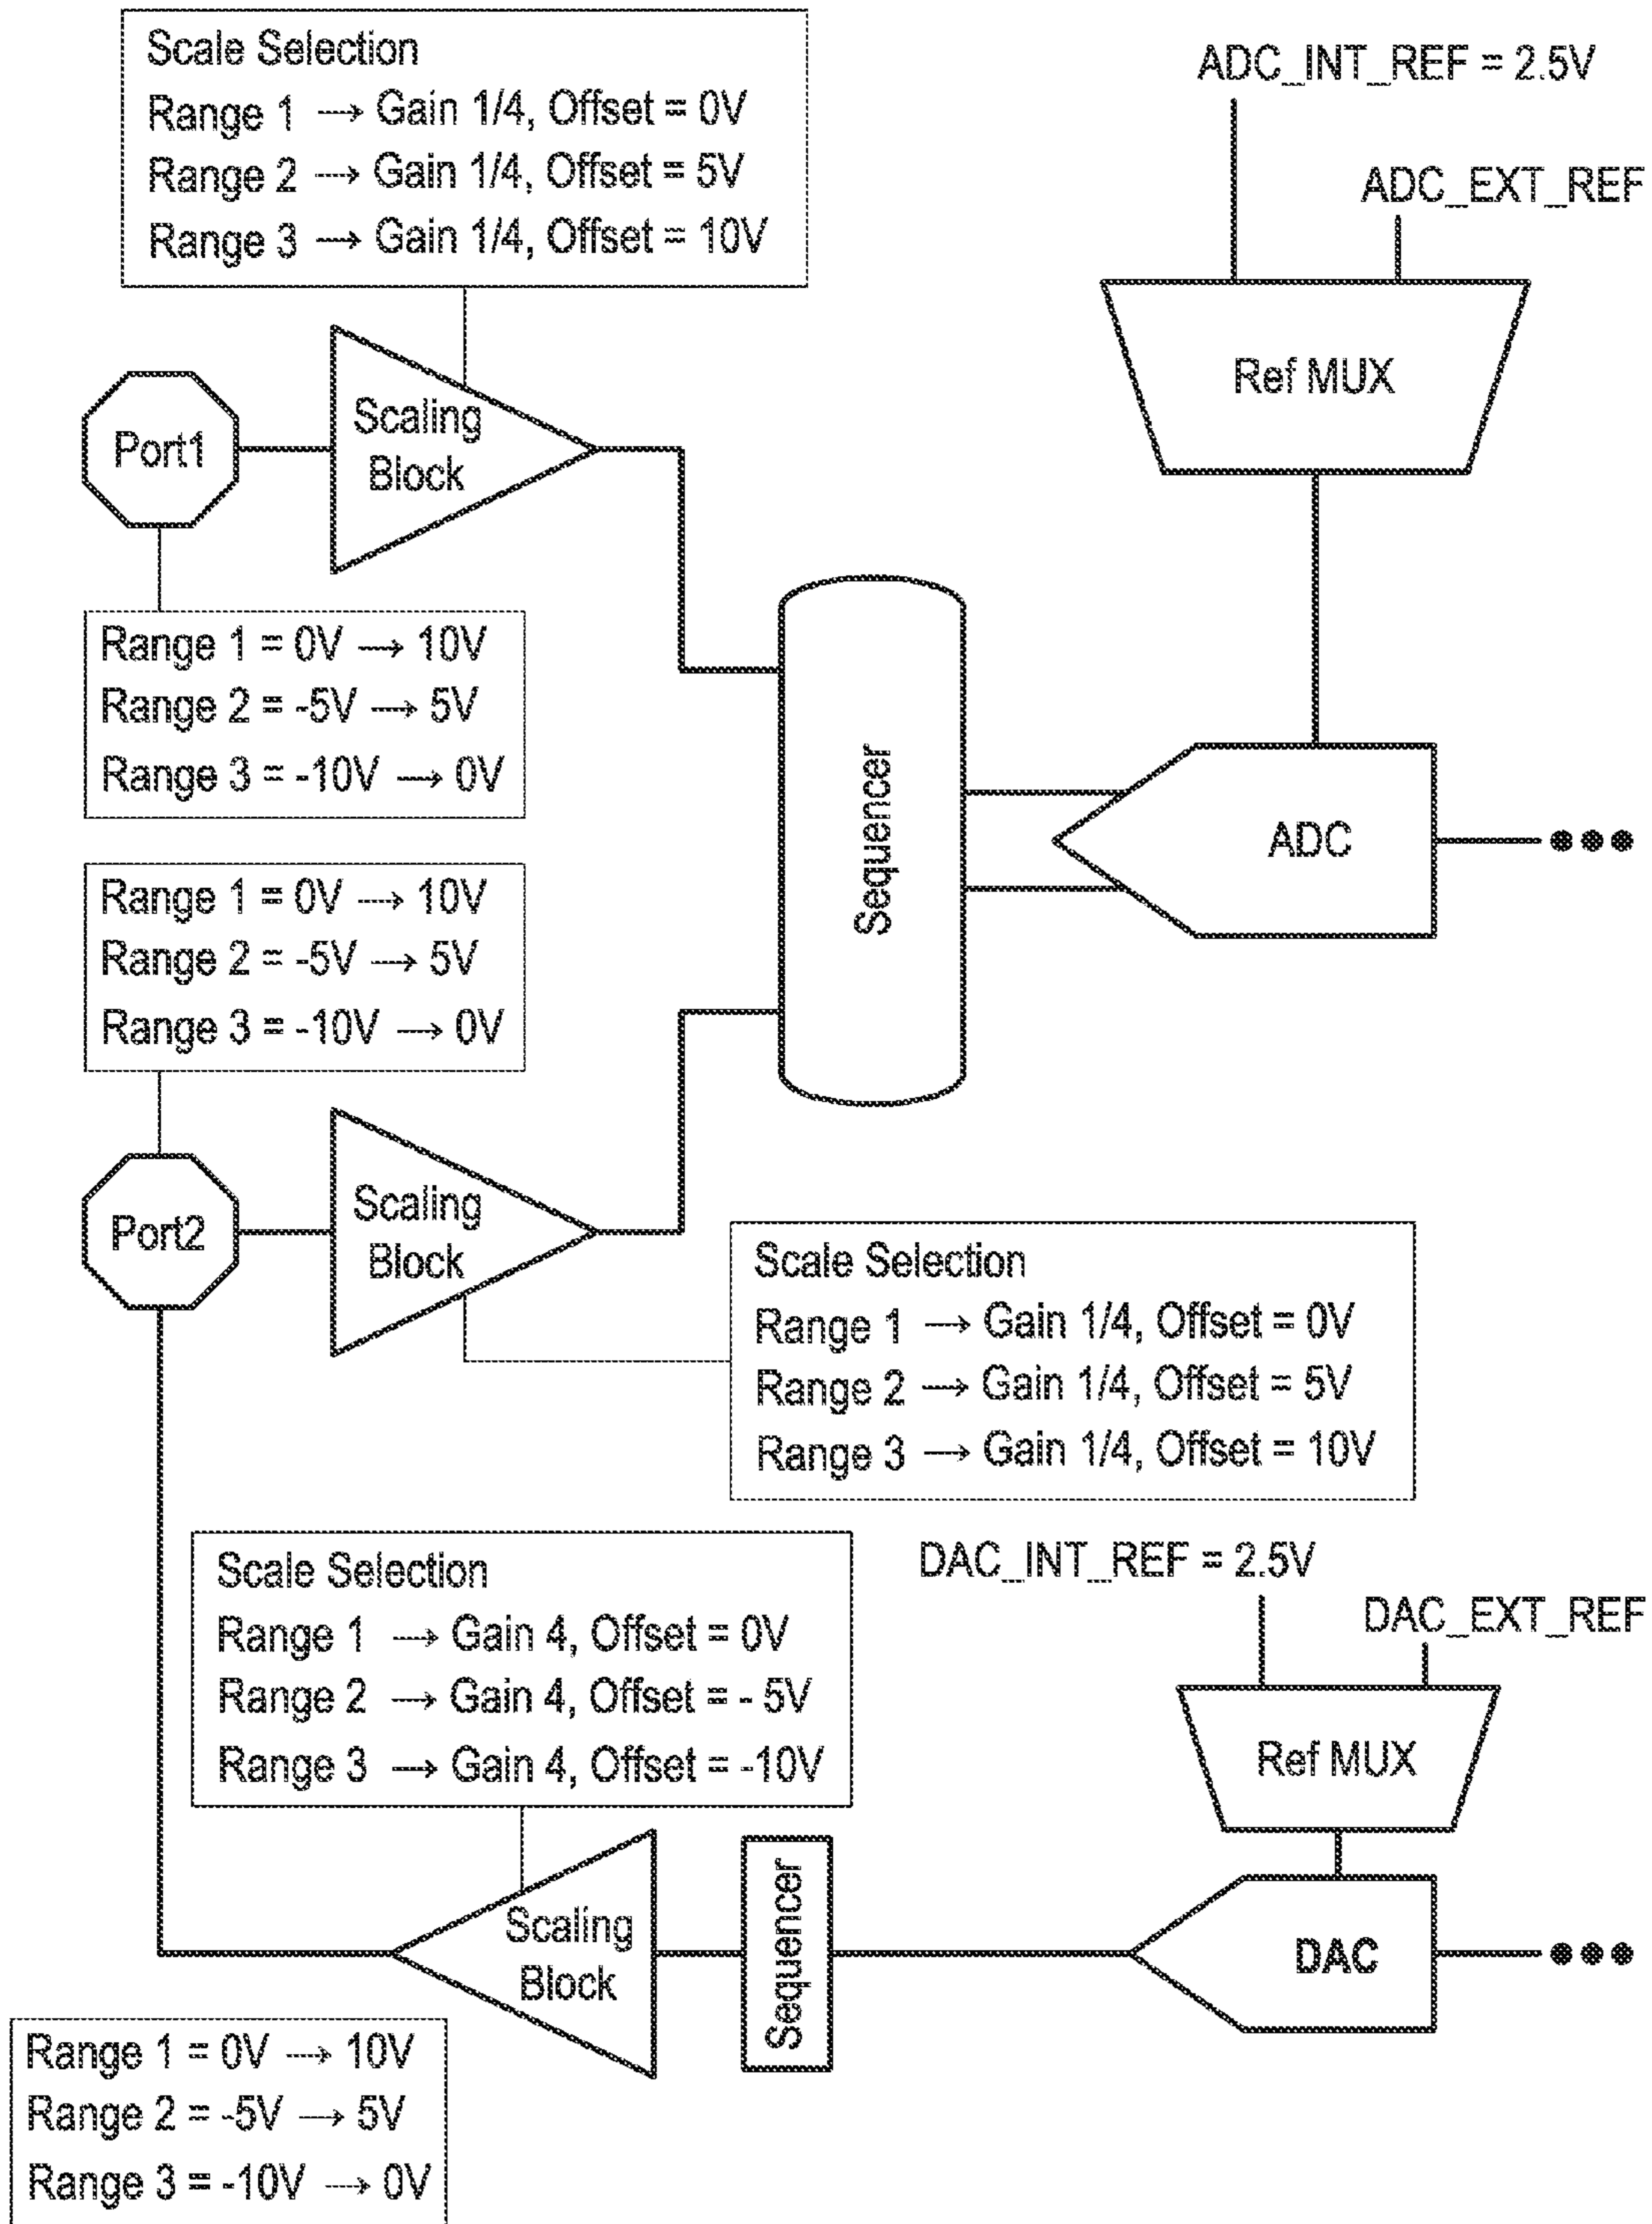 Scale Selection
Range 1 → Gain 1/4, Offset = 0V
Range 2 → Gain 1/4, Offset = 5V
Range 3 → Gain 1/4, Offset = 10V
ADC_INT_REF = 2.5V
ADC_EXT_REF
Ref MUX
Port1
Scaling
Block
Range 1 = 0V → 10V
Range 2 = -5V → 5V
Range 3 = -10V → 0V
Sequencer
ADC
Range 1 = 0V → 10V
Range 2 = -5V → 5V
Range 3 = -10V → 0V
Port2
Scaling
Block
Scale Selection
Range 1 → Gain 1/4, Offset = 0V
Range 2 → Gain 1/4, Offset = 5V
Range 3 → Gain 1/4, Offset = 10V
Scale Selection
Range 1 → Gain 4, Offset = 0V
Range 2 → Gain 4, Offset = - 5V
Range 3 → Gain 4, Offset = -10V
DAC_INT_REF = 2.5V
DAC_EXT_REF
Ref MUX
Scaling
Block
Sequencer
DAC
Range 1 = 0V → 10V
Range 2 = -5V → 5V
Range 3 = -10V → 0V